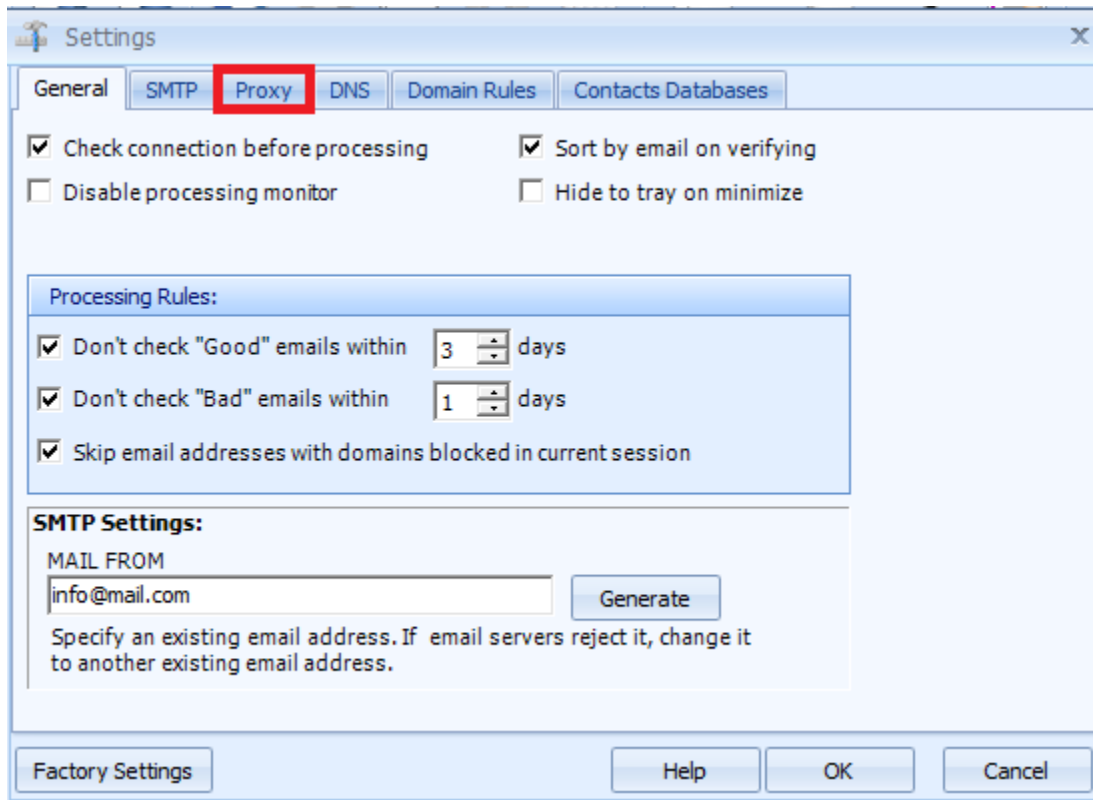 Settings
General SMTP Proxy DNS Domain Rules Contacts Databases
Check connection before processing Sort by email on verifying
Disable processing monitor Hide to tray on minimize
Processing Rules:
Don't check "Good" emails within 3 days
Don't check "Bad" emails within 1 days
Skip email addresses with domains blocked in current session
SMTP Settings:
MAIL FROM
info@mail.com Generate
Specify an existing email address. If email servers reject it, change it
to another existing email address.
Factory Settings Help OK Cancel